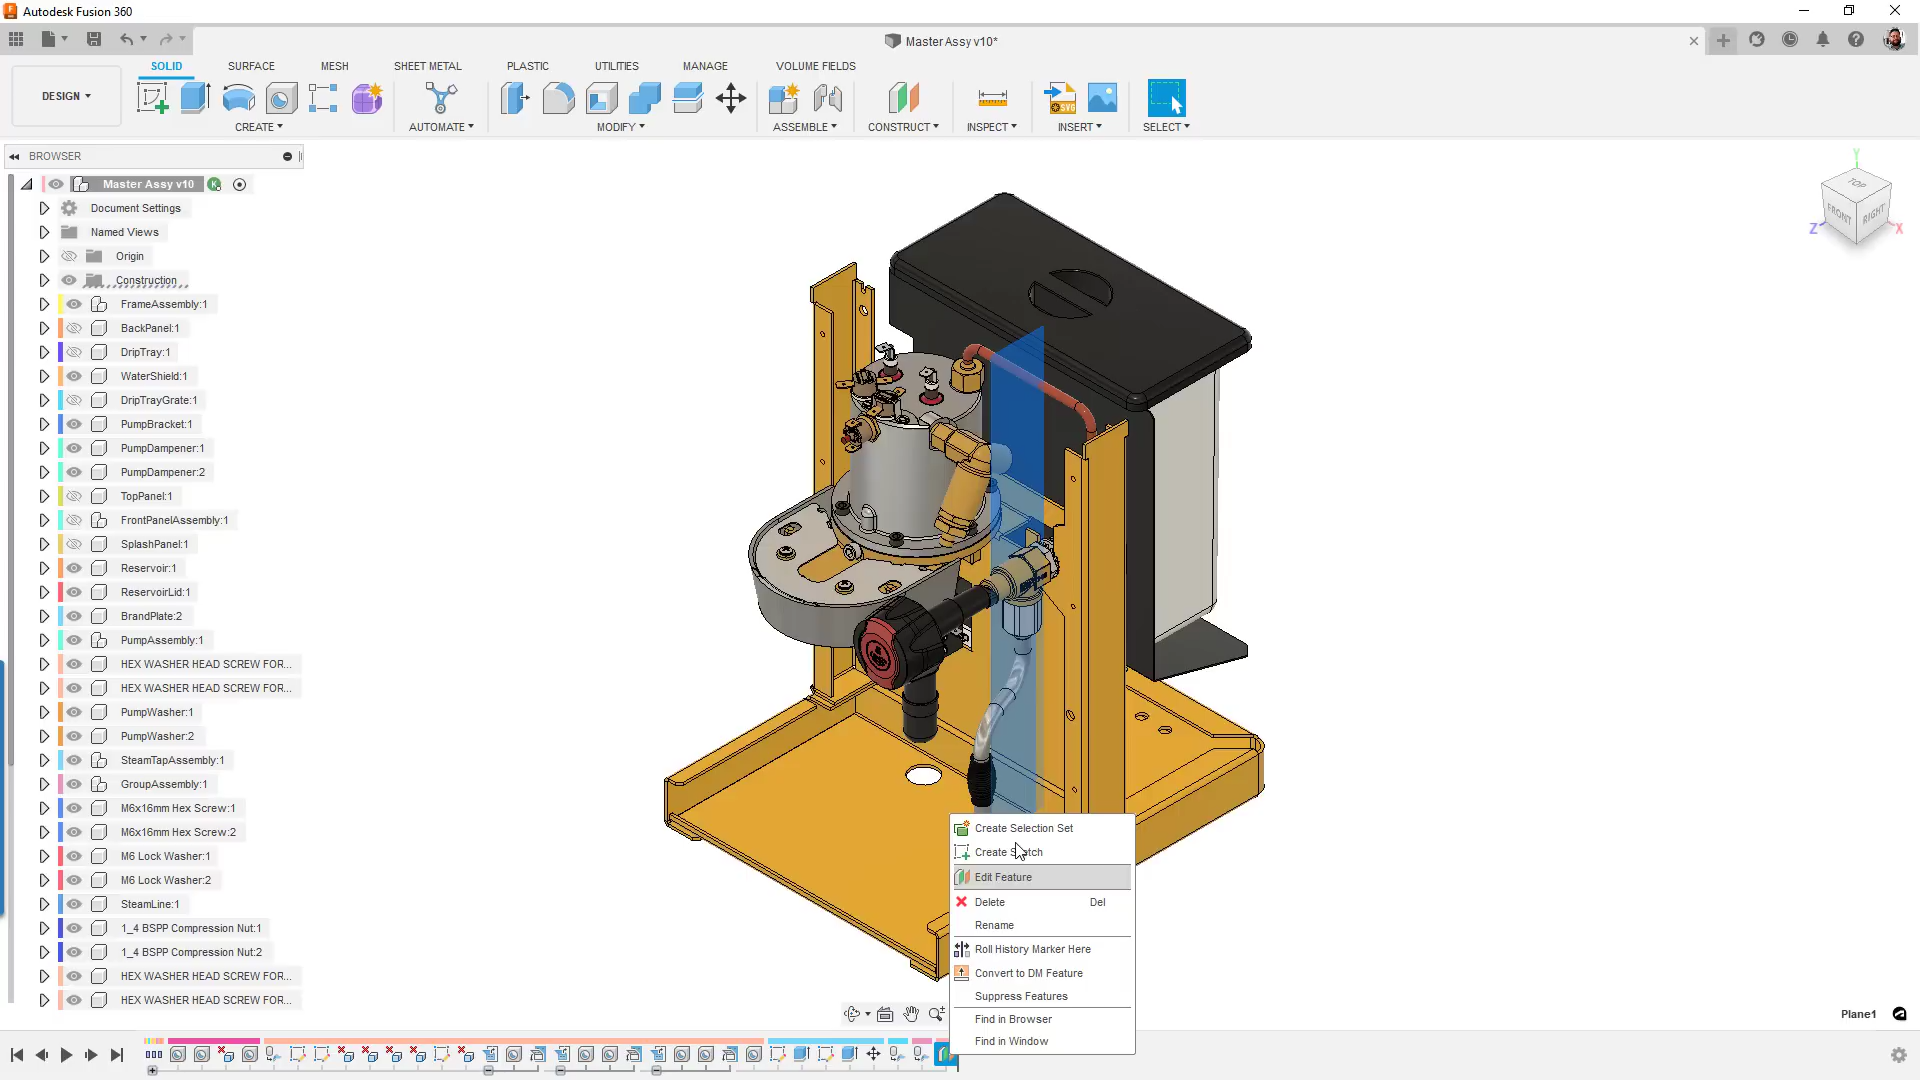 Autodesk Fusion 360
Master Assy v10*
SOLID
SURFACE
MESH
SHEET METAL
PLASTIC
UTILITIES
MANAGE
VOLUME FIELDS
DESIGN
CREATE
AUTOMATE
MODIFY
ASSEMBLE
CONSTRUCT
INSPECT
INSERT
SELECT
SVG
BROWSER
Master Assy v10
K
Document Settings
Named Views
Origin
Construction
FrameAssembly:1
BackPanel:1
DripTray:1
WaterShield:1
DripTrayGrate:1
PumpBracket:1
PumpDampener:1
PumpDampener:2
TopPanel:1
FrontPanelAssembly:1
SplashPanel:1
Reservoir:1
ReservoirLid:1
BrandPlate:2
PumpAssembly:1
HEX WASHER HEAD SCREW FOR...
HEX WASHER HEAD SCREW FOR...
PumpWasher:1
PumpWasher:2
SteamTapAssembly:1
GroupAssembly:1
M6x16mm Hex Screw:1
M6x16mm Hex Screw:2
M6 Lock Washer:1
M6 Lock Washer:2
SteamLine:1
1_4 BSPP Compression Nut:1
1_4 BSPP Compression Nut:2
HEX WASHER HEAD SCREW FOR...
HEX WASHER HEAD SCREW FOR...
Y
TOP
FRONT
RIGHT
Z
X
Create Selection Set
Create
Edit Feature
Delete Del
Rename
Roll History Marker Here
Convert to DM Feature
Suppress Features
Find in Browser
Find in Window
Plane1